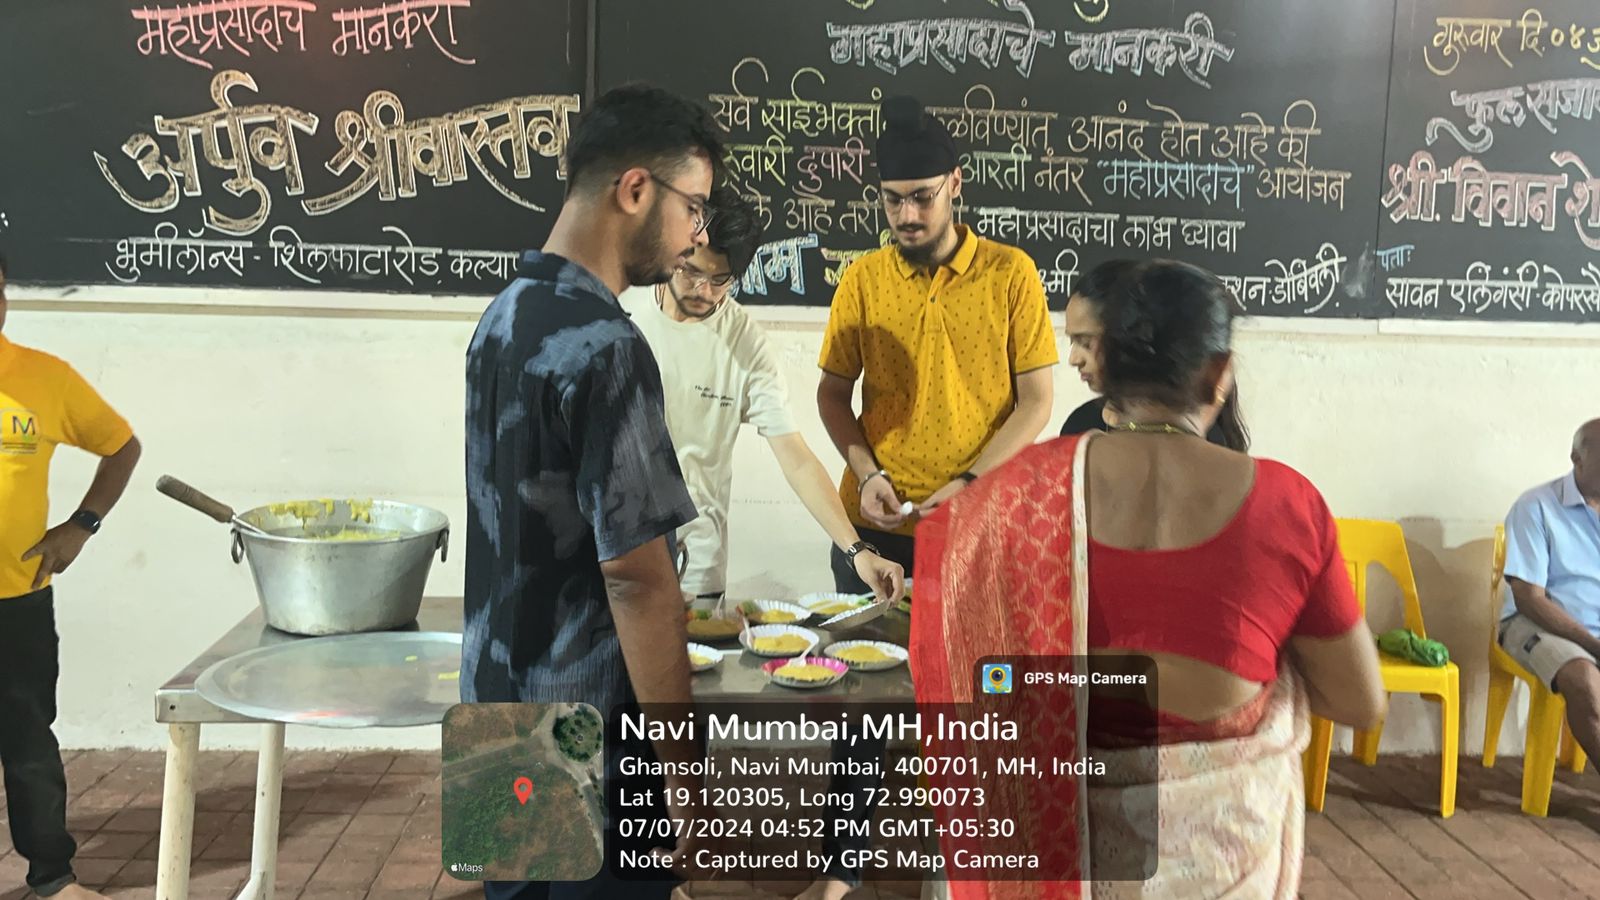 महाप्रसादाचे मानकरी
अर्पुव श्रीवास्तव
भुमीलॉन्स - शिलफाटारोड़ कल्याण
महाप्रसादाचे मानकरी
सर्व साईभक्तां कळविण्यांत आनंद होत आहे की
दुपारी- आरती नंतर "महाप्रसादाचे" आयोजन
आहे तरी महाप्रसादाचा लाभ घ्यावा
डोंबिवली
गुरुवार दि. ०४
फुल सजा
श्री. विवान शे
पता:
सावन एलिगंसी - कोपरखै
M
GPS Map Camera
Navi Mumbai,MH,India
Ghansoli, Navi Mumbai, 400701, MH, India
Lat 19.120305, Long 72.990073
07/07/2024 04:52 PM GMT+05:30
Note : Captured by GPS Map Camera
Maps